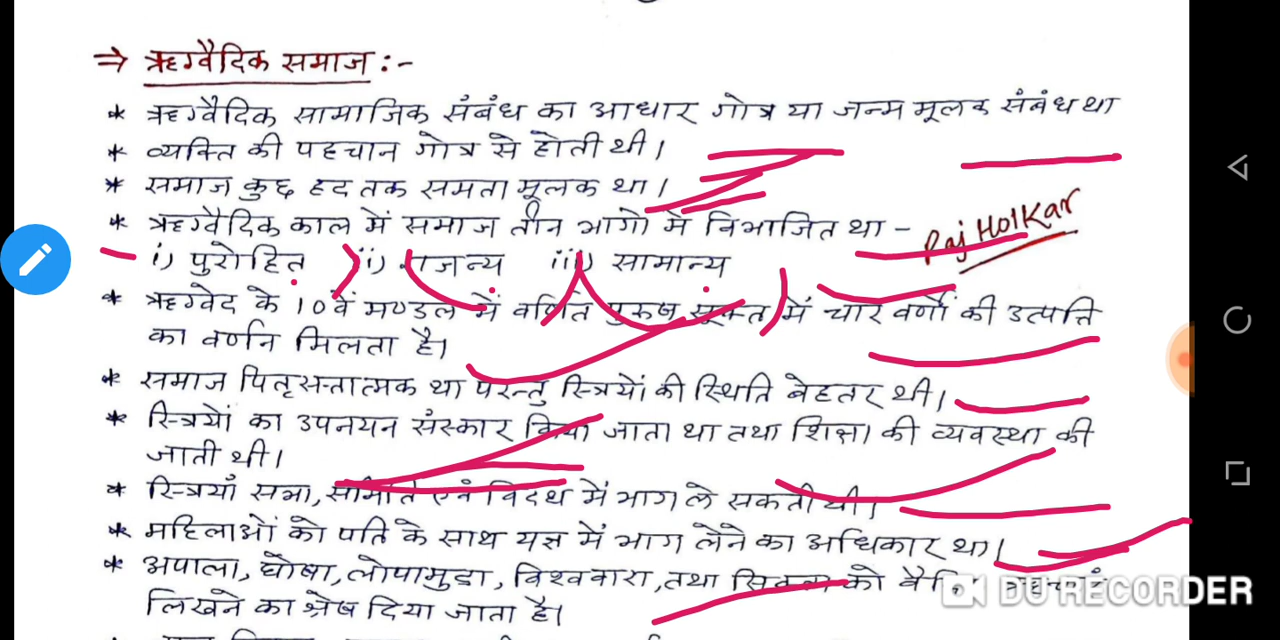 ⇒ ऋग्वैदिक समाज :-
* ऋग्वैदिक सामाजिक संबंध का आधार गोत्र या जन्म मूलक संबंध था
* व्यक्ति की पहचान गोत्र से होती थी।
* समाज कुछ हद तक समता मूलक था।
* ऋग्वैदिक काल में समाज तीन भागो में विभाजित था -
Raj Holkar
i) पुरोहित ii) राजन्य iii) सामान्य
* ऋग्वेद के 10वें मण्डल में वर्णित पुरुष सूक्त में चार वर्णों की उत्पत्ति
का वर्णन मिलता है।
* समाज पितृसत्तात्मक था परन्तु स्त्रियों की स्थिति बेहतर थी।
* स्त्रियों का उपनयन संस्कार किया जाता था तथा शिक्षा की व्यवस्था की
जाती थी।
* स्त्रियाँ सभा, समिति एवं विदथ में भाग ले सकती थी।
* महिलाओं को पति के साथ यज्ञ में भाग लेने का अधिकार था।
* अपाला, घोषा, लोपामुद्रा, विश्ववारा, तथा को
लिखने का श्रेय दिया जाता है।
DU RECORDER